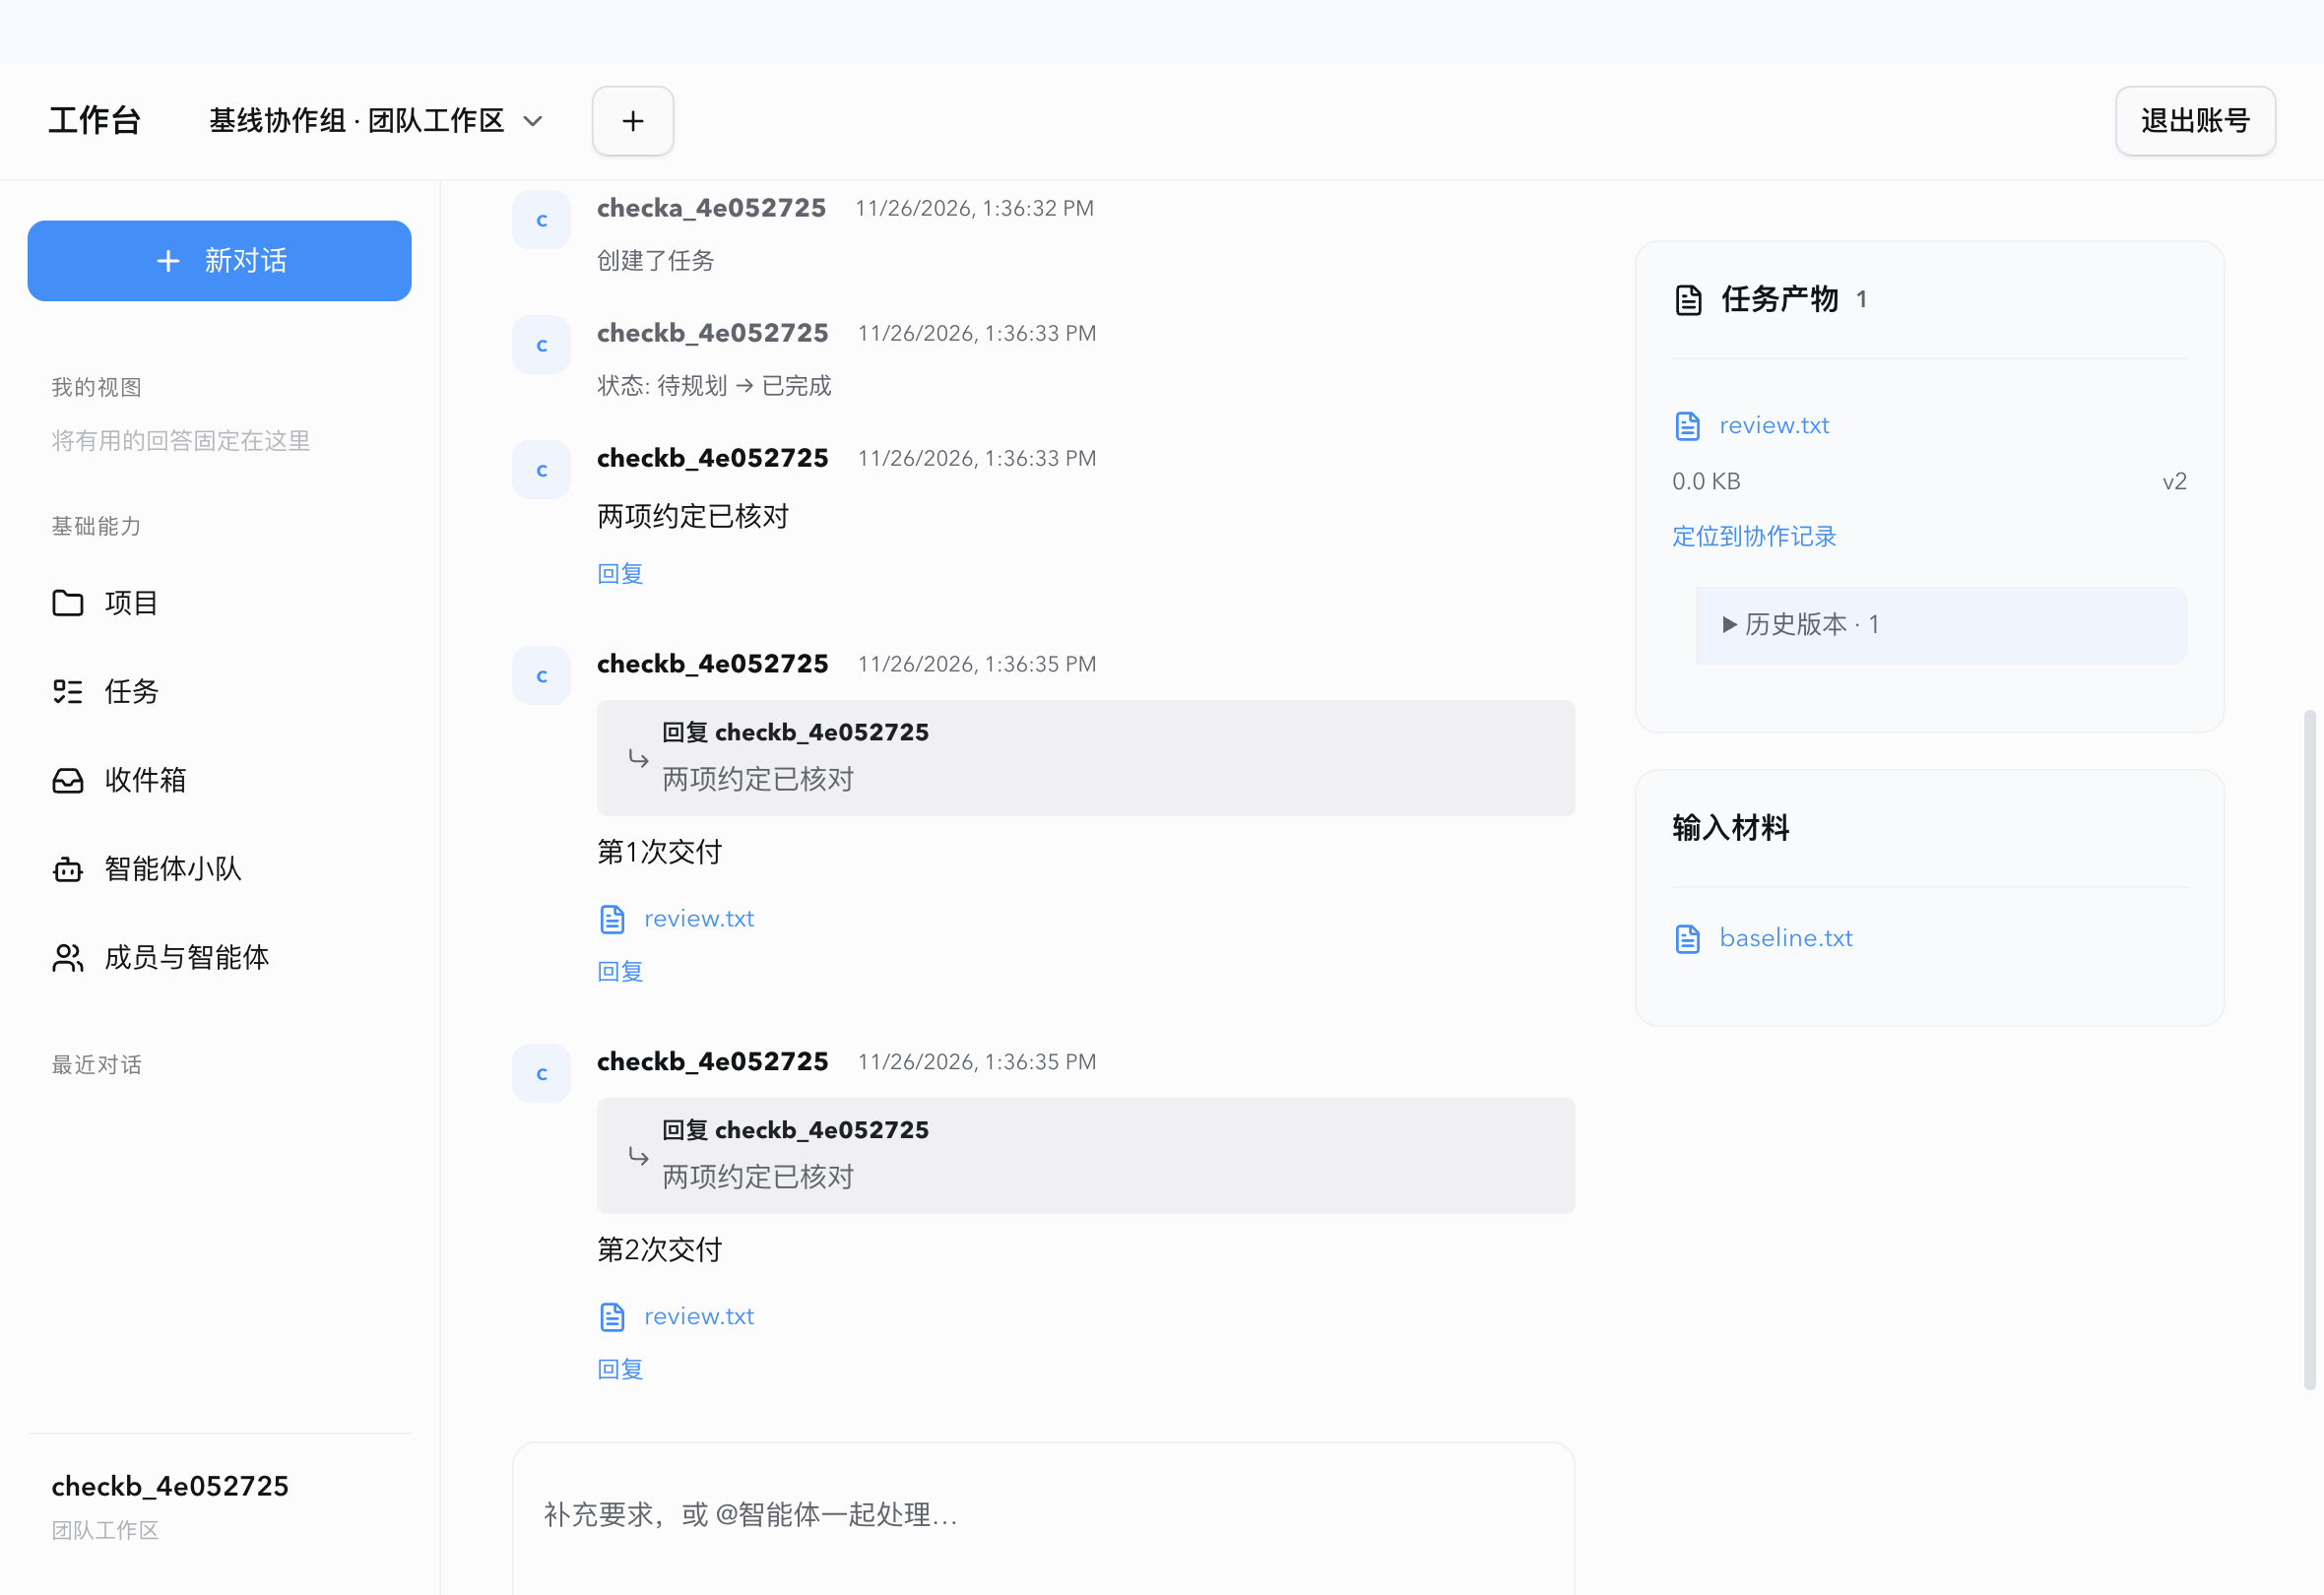 工作台
基线协作组 · 团队工作区
+
退出账号
+ 新对话
我的视图
将有用的回答固定在这里
基础能力
项目
任务
收件箱
智能体小队
成员与智能体
最近对话
checkb_4e052725
团队工作区
c
checka_4e052725 11/26/2026, 1:36:32 PM
创建了任务
c
checkb_4e052725 11/26/2026, 1:36:33 PM
状态: 待规划 → 已完成
c
checkb_4e052725 11/26/2026, 1:36:33 PM
两项约定已核对
回复
c
checkb_4e052725 11/26/2026, 1:36:35 PM
回复 checkb_4e052725
两项约定已核对
第1次交付
review.txt
回复
c
checkb_4e052725 11/26/2026, 1:36:35 PM
回复 checkb_4e052725
两项约定已核对
第2次交付
review.txt
回复
补充要求，或 @智能体一起处理...
任务产物 1
review.txt
0.0 KB v2
定位到协作记录
历史版本 · 1
输入材料
baseline.txt